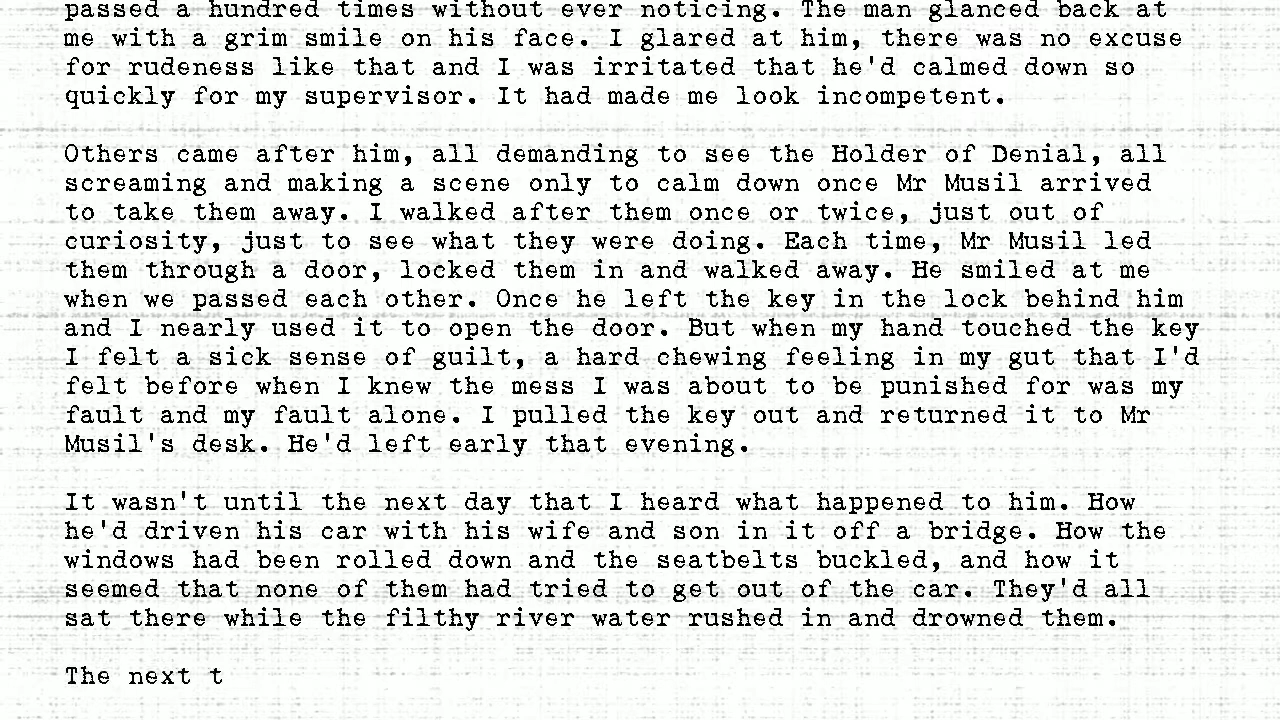 passed a hundred times without ever noticing. The man glanced back at
me with a grim smile on his face. I glared at him, there was no excuse
for rudeness like that and I was irritated that he'd calmed down so
quickly for my supervisor. It had made me look incompetent.
Others came after him, all demanding to see the Holder of Denial, all
screaming and making a scene only to calm down once Mr Musil arrived
to take them away. I walked after them once or twice, just out of
curiosity, just to see what they were doing. Each time, Mr Musil led
them through a door, locked them in and walked away. He smiled at me
when we passed each other. Once he left the key in the lock behind him
and I nearly used it to open the door. But when my hand touched the key
I felt a sick sense of guilt, a hard chewing feeling in my gut that I'd
felt before when I knew the mess I was about to be punished for was my
fault and my fault alone. I pulled the key out and returned it to Mr
Musil's desk. He'd left early that evening.
It wasn't until the next day that I heard what happened to him. How
he'd driven his car with his wife and son in it off a bridge. How the
windows had been rolled down and the seatbelts buckled, and how it
seemed that none of them had tried to get out of the car. They'd all
sat there while the filthy river water rushed in and drowned them.
The next t